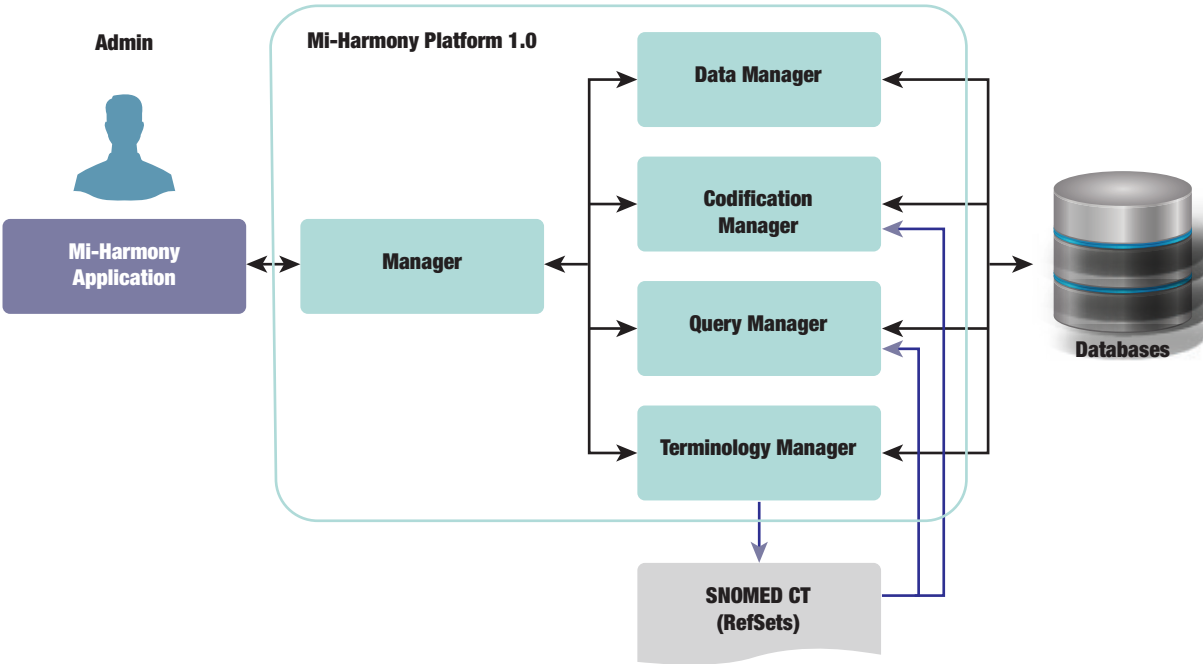 Admin
Mi-Harmony Platform 1.0
Mi-Harmony
Application
Manager
Data Manager
Codification
Manager
Query Manager
Terminology Manager
Databases
SNOMED CT
(RefSets)